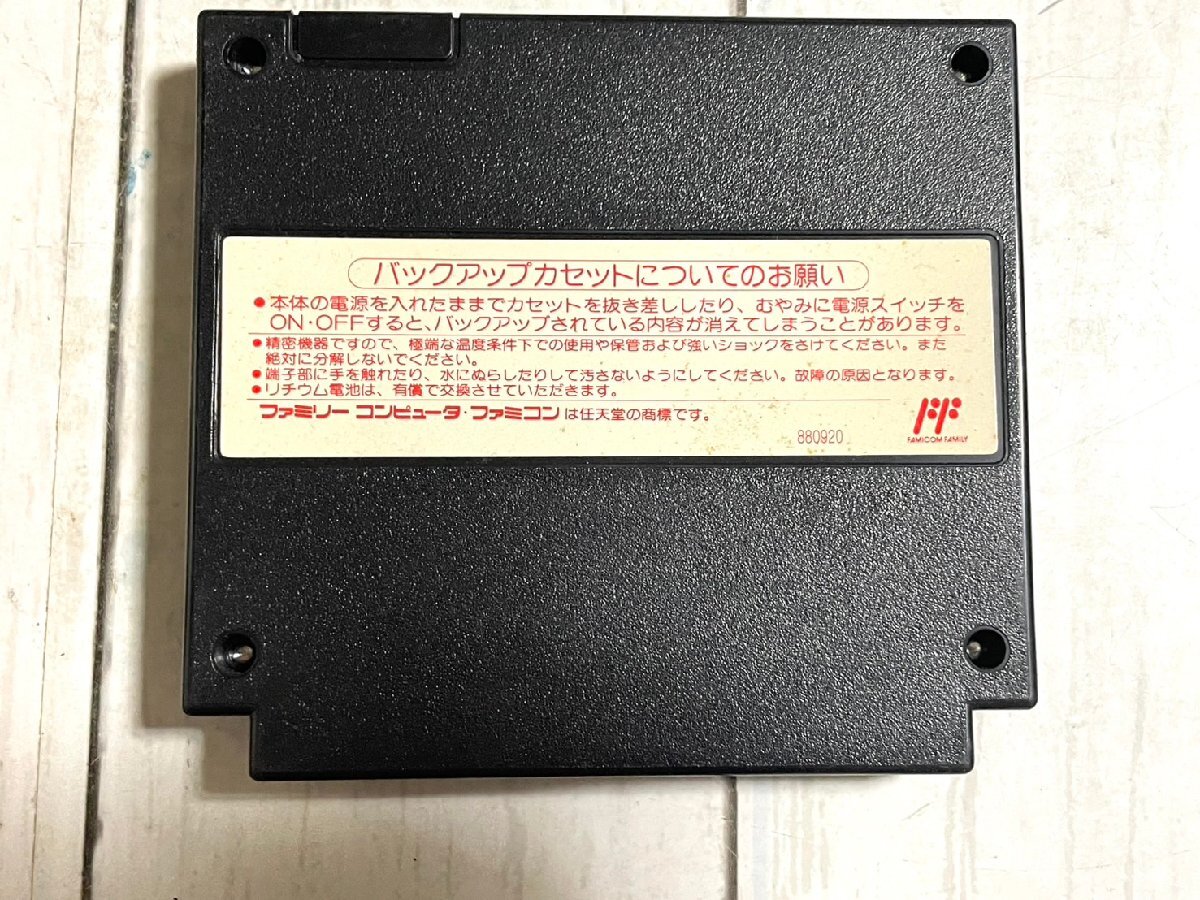 バックアップカセットについてのお願い
●本体の電源を入れたままでカセットを抜き差ししたり、むやみに電源スイッチを
ON・OFFすると、バックアップされている内容が消えてしまうことがあります。
●精密機器ですので、極端な温度条件下での使用や保管および強いショックをさけてください。また
絶対に分解しないでください。
●端子部に手を触れたり、水にぬらしたりして汚さないようにしてください。故障の原因となります。
●リチウム電池は、有償で交換させていただきます。
ファミリーコンピュータ・ファミコンは任天堂の商標です。
880920
FAMICOM FAMILY